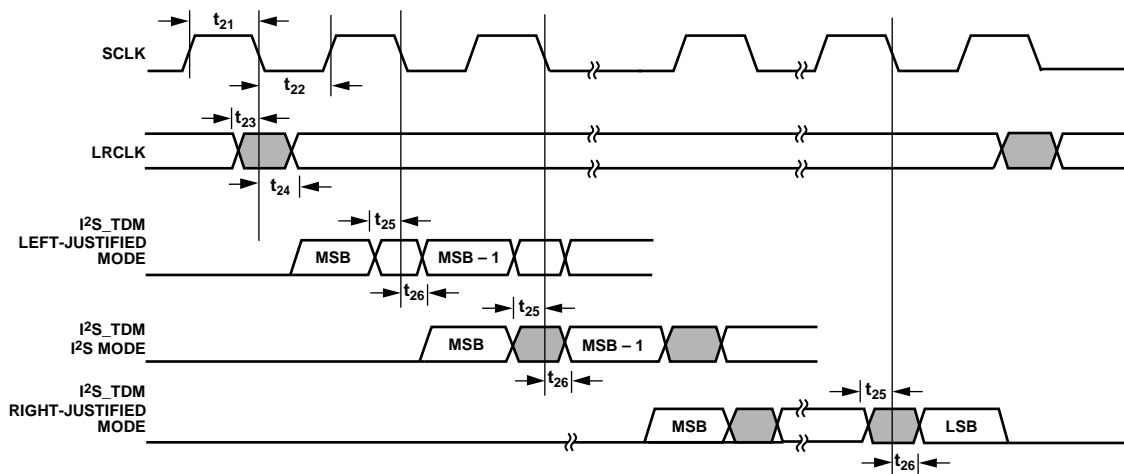 t21
SCLK
t22
t23
LRCLK
t24
I²S_TDM
LEFT-JUSTIFIED
MODE
t25
MSB
MSB – 1
t26
I²S_TDM
I²S MODE
t25
MSB
MSB – 1
t26
I²S_TDM
RIGHT-JUSTIFIED
MODE
t25
MSB
LSB
t26